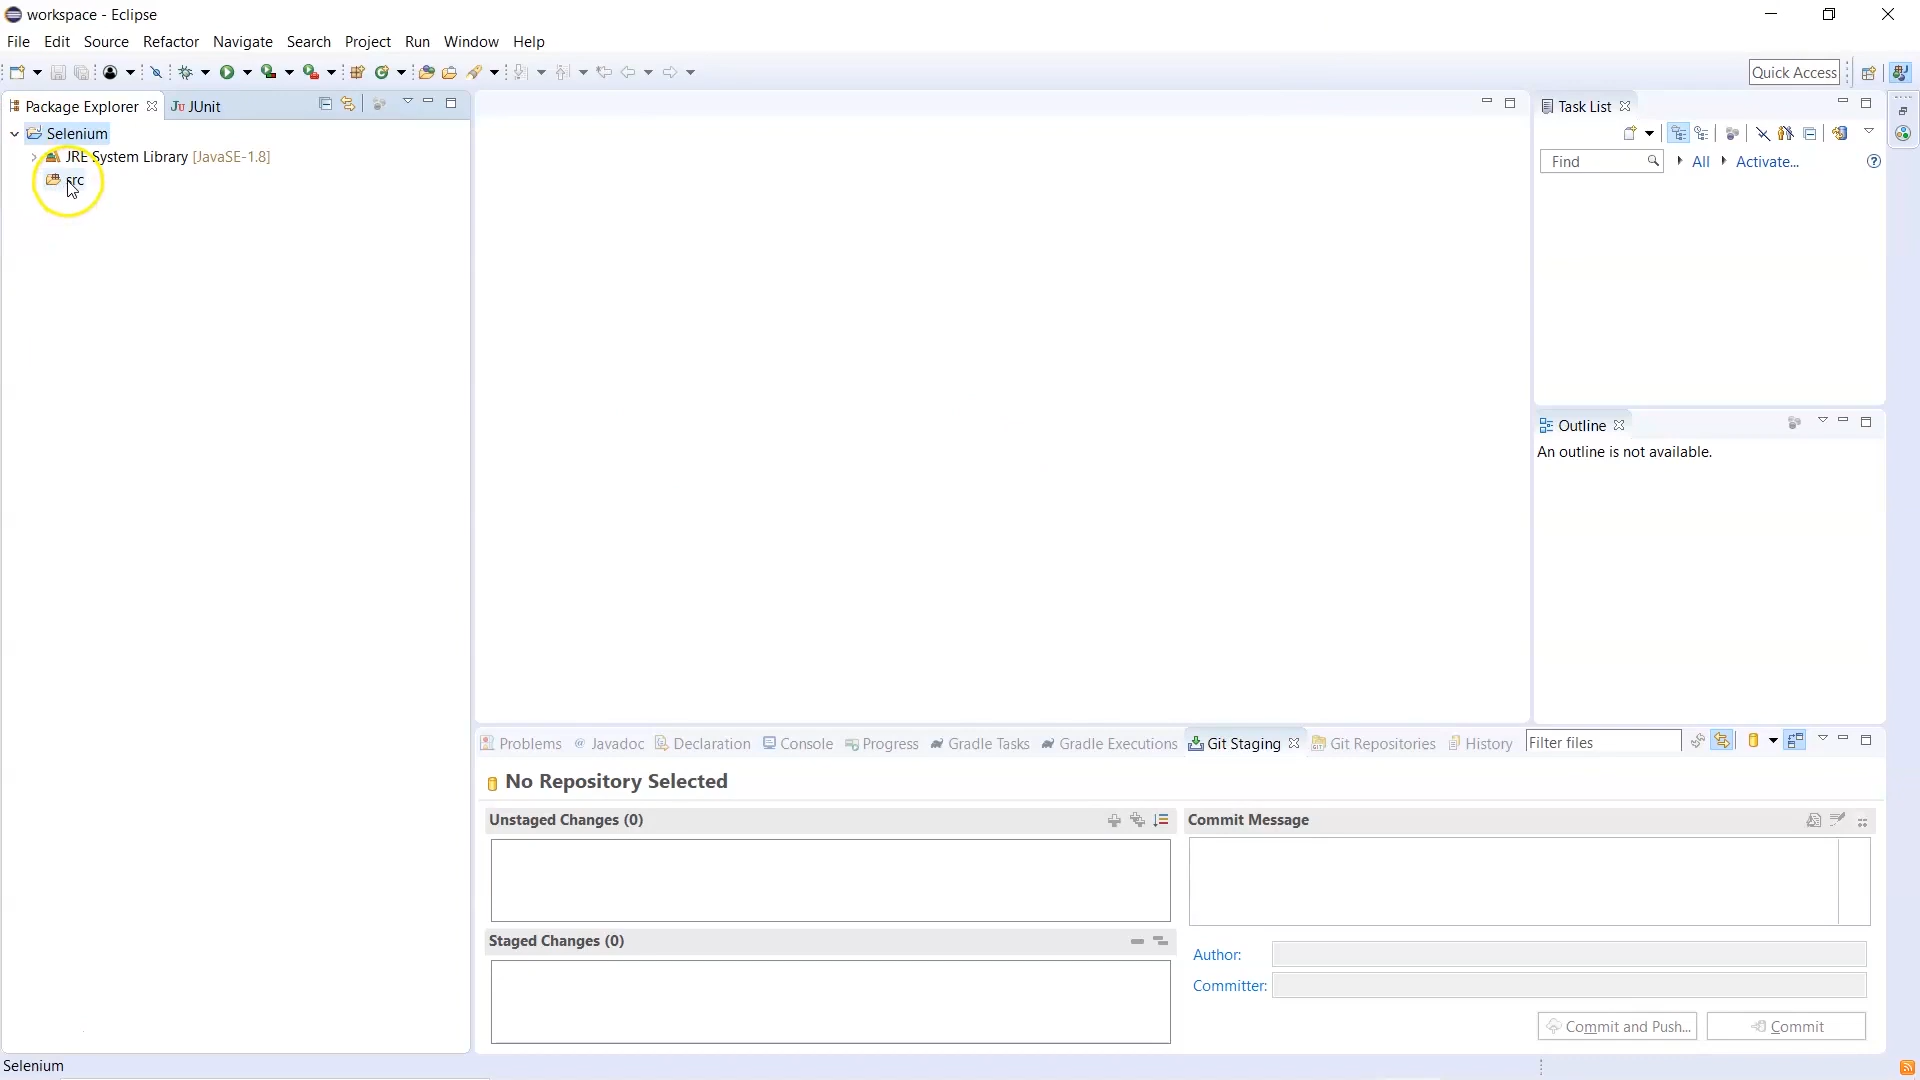 workspace - Eclipse
File Edit Source Refactor Navigate Search Project Run Window Help
Quick Access
Package Explorer JUnit
Selenium
JRE System Library [JavaSE-1.8]
src
Task List
Find All Activate...
Outline
An outline is not available.
Problems Javadoc Declaration Console Progress Gradle Tasks Gradle Executions Git Staging Git Repositories History Filter files
No Repository Selected
Unstaged Changes (0)
Staged Changes (0)
Commit Message
Author:
Committer:
Commit and Push... Commit
Selenium